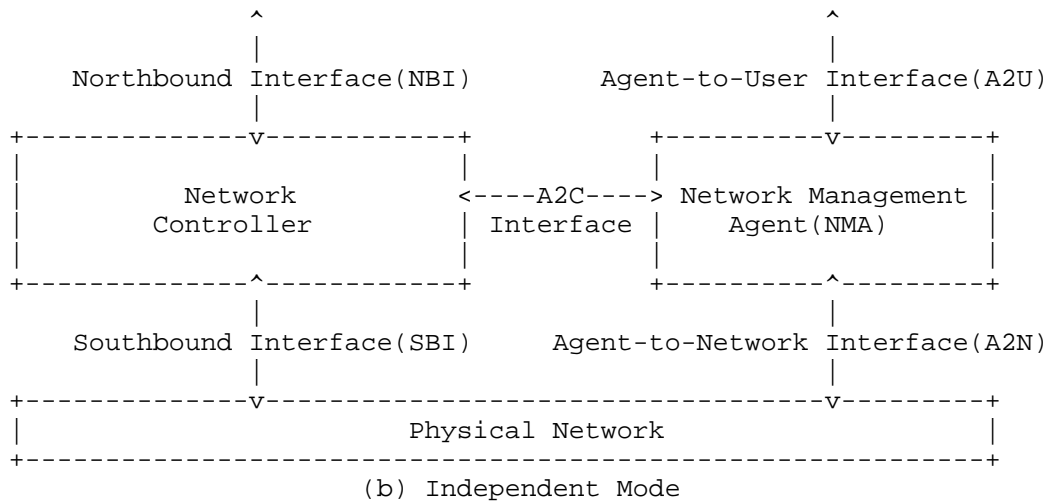 Northbound Interface(NBI) Agent-to-User Interface(A2U)
<----A2C----> Network Management
Network
Controller Interface Agent(NMA)
Southbound Interface(SBI) Agent-to-Network Interface(A2N)
Physical Network
(b) Independent Mode